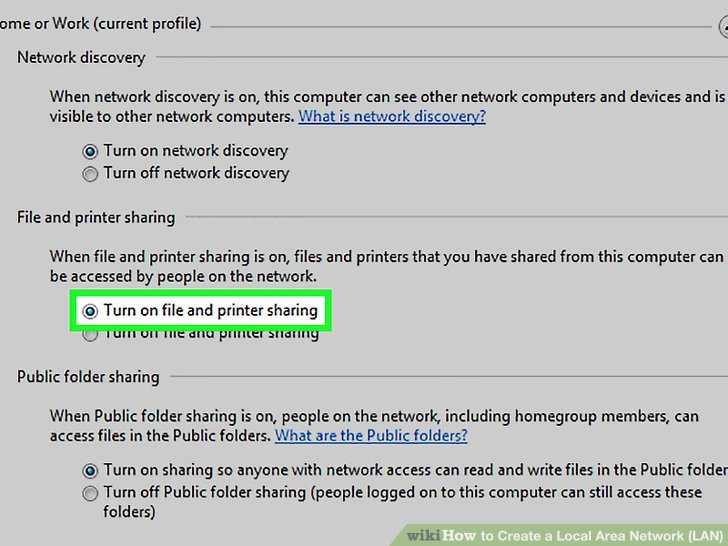 ome or Work (current profile)
Network discovery
When network discovery is on, this computer can see other network computers and devices and is
visible to other network computers. What is network discovery?
Turn on network discovery
Turn off network discovery
File and printer sharing
When file and printer sharing is on, files and printers that you have shared from this computer can
be accessed by people on the network.
Turn on file and printer sharing
Turn off file and printer sharing
Public folder sharing
When Public folder sharing is on, people on the network, including homegroup members, can
access files in the Public folders. What are the Public folders?
Turn on sharing so anyone with network access can read and write files in the Public folder
Turn off Public folder sharing (people logged on to this computer can still access these
folders)
wikiHow to Create a Local Area Network (LAN)